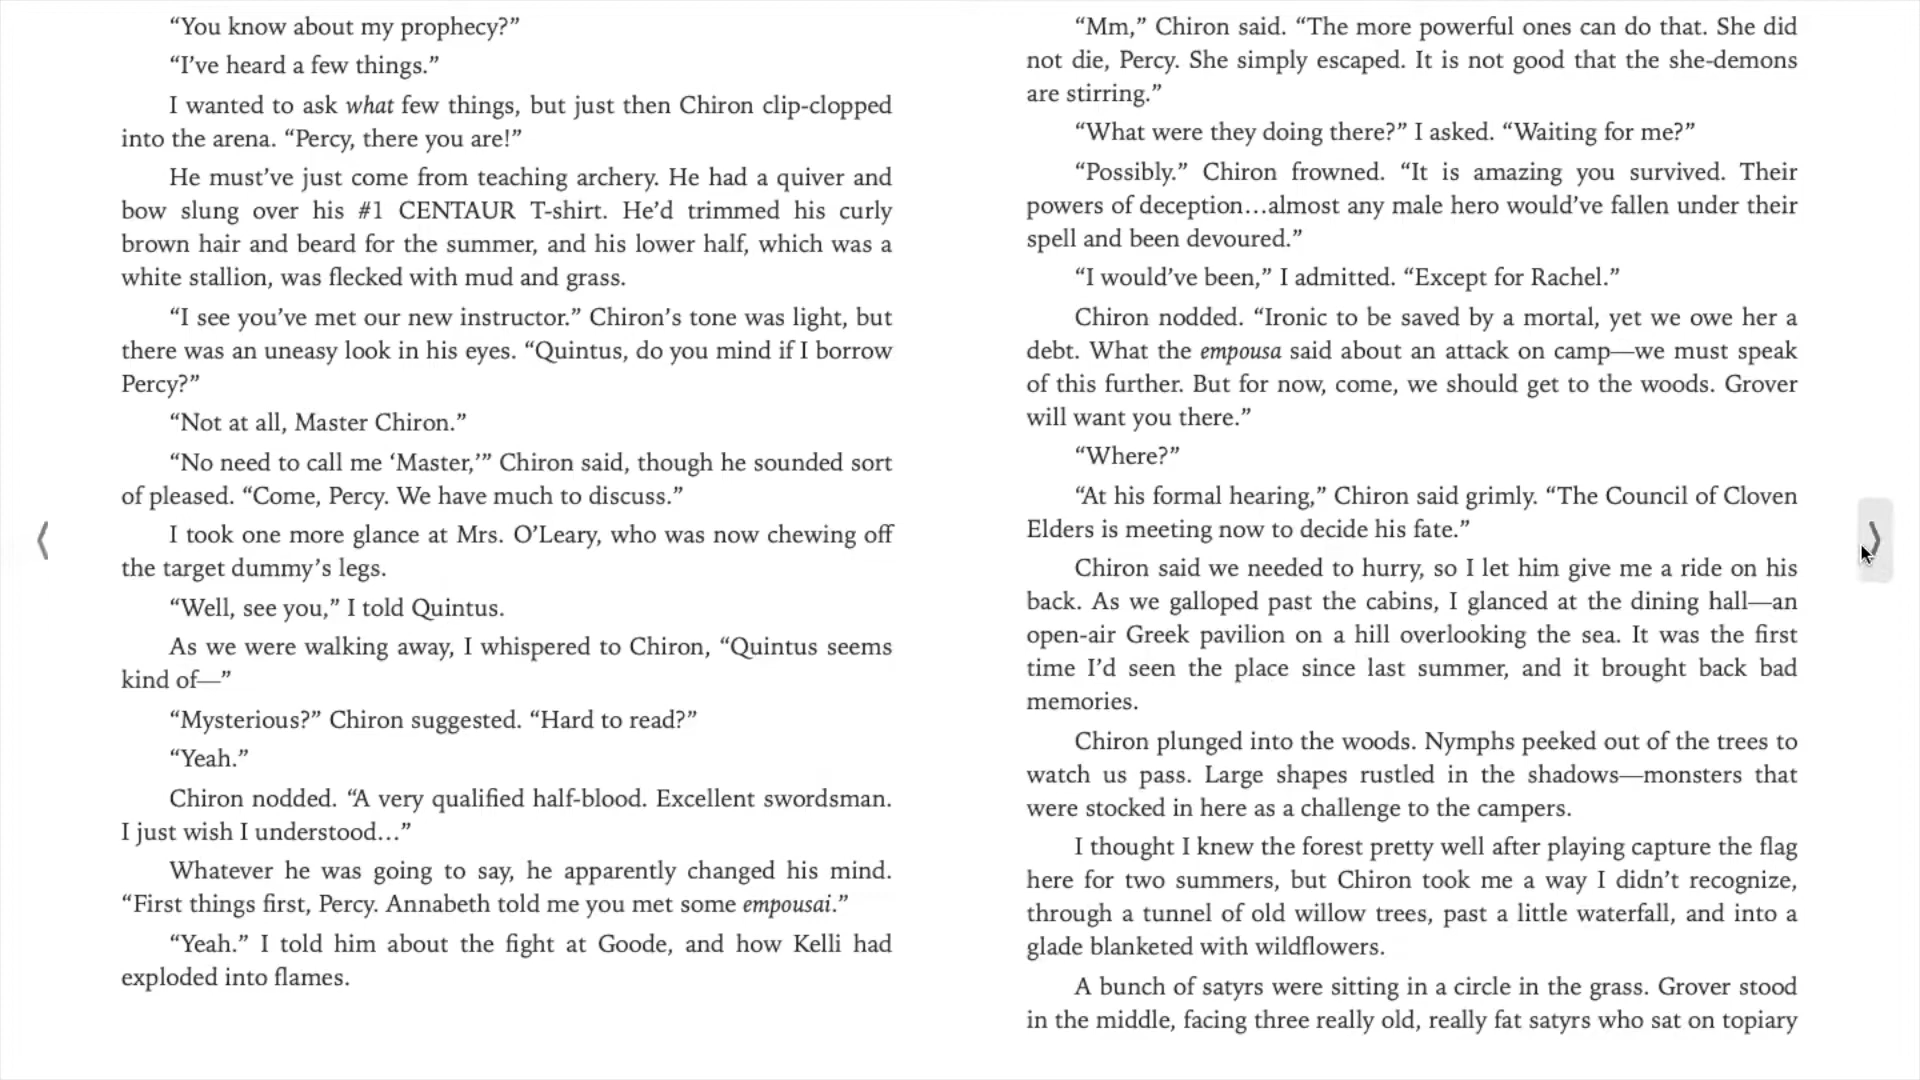 “You know about my prophecy?”
“I’ve heard a few things.”
I wanted to ask what few things, but just then Chiron clip-clopped
into the arena. “Percy, there you are!”
He must’ve just come from teaching archery. He had a quiver and
bow slung over his #1 CENTAUR T-shirt. He’d trimmed his curly
brown hair and beard for the summer, and his lower half, which was a
white stallion, was flecked with mud and grass.
“I see you’ve met our new instructor.” Chiron’s tone was light, but
there was an uneasy look in his eyes. “Quintus, do you mind if I borrow
Percy?”
“Not at all, Master Chiron.”
“No need to call me ‘Master,’” Chiron said, though he sounded sort
of pleased. “Come, Percy. We have much to discuss.”
I took one more glance at Mrs. O’Leary, who was now chewing off
the target dummy’s legs.
“Well, see you,” I told Quintus.
As we were walking away, I whispered to Chiron, “Quintus seems
kind of—”
“Mysterious?” Chiron suggested. “Hard to read?”
“Yeah.”
Chiron nodded. “A very qualified half-blood. Excellent swordsman.
I just wish I understood…”
Whatever he was going to say, he apparently changed his mind.
“First things first, Percy. Annabeth told me you met some empousai.”
“Yeah.” I told him about the fight at Goode, and how Kelli had
exploded into flames.
“Mm,” Chiron said. “The more powerful ones can do that. She did
not die, Percy. She simply escaped. It is not good that the she-demons
are stirring.”
“What were they doing there?” I asked. “Waiting for me?”
“Possibly.” Chiron frowned. “It is amazing you survived. Their
powers of deception…almost any male hero would’ve fallen under their
spell and been devoured.”
“I would’ve been,” I admitted. “Except for Rachel.”
Chiron nodded. “Ironic to be saved by a mortal, yet we owe her a
debt. What the empousa said about an attack on camp—we must speak
of this further. But for now, come, we should get to the woods. Grover
will want you there.”
“Where?”
“At his formal hearing,” Chiron said grimly. “The Council of Cloven
Elders is meeting now to decide his fate.”
Chiron said we needed to hurry, so I let him give me a ride on his
back. As we galloped past the cabins, I glanced at the dining hall—an
open-air Greek pavilion on a hill overlooking the sea. It was the first
time I’d seen the place since last summer, and it brought back bad
memories.
Chiron plunged into the woods. Nymphs peeked out of the trees to
watch us pass. Large shapes rustled in the shadows—monsters that
were stocked in here as a challenge to the campers.
I thought I knew the forest pretty well after playing capture the flag
here for two summers, but Chiron took me a way I didn’t recognize,
through a tunnel of old willow trees, past a little waterfall, and into a
glade blanketed with wildflowers.
A bunch of satyrs were sitting in a circle in the grass. Grover stood
in the middle, facing three really old, really fat satyrs who sat on topiary